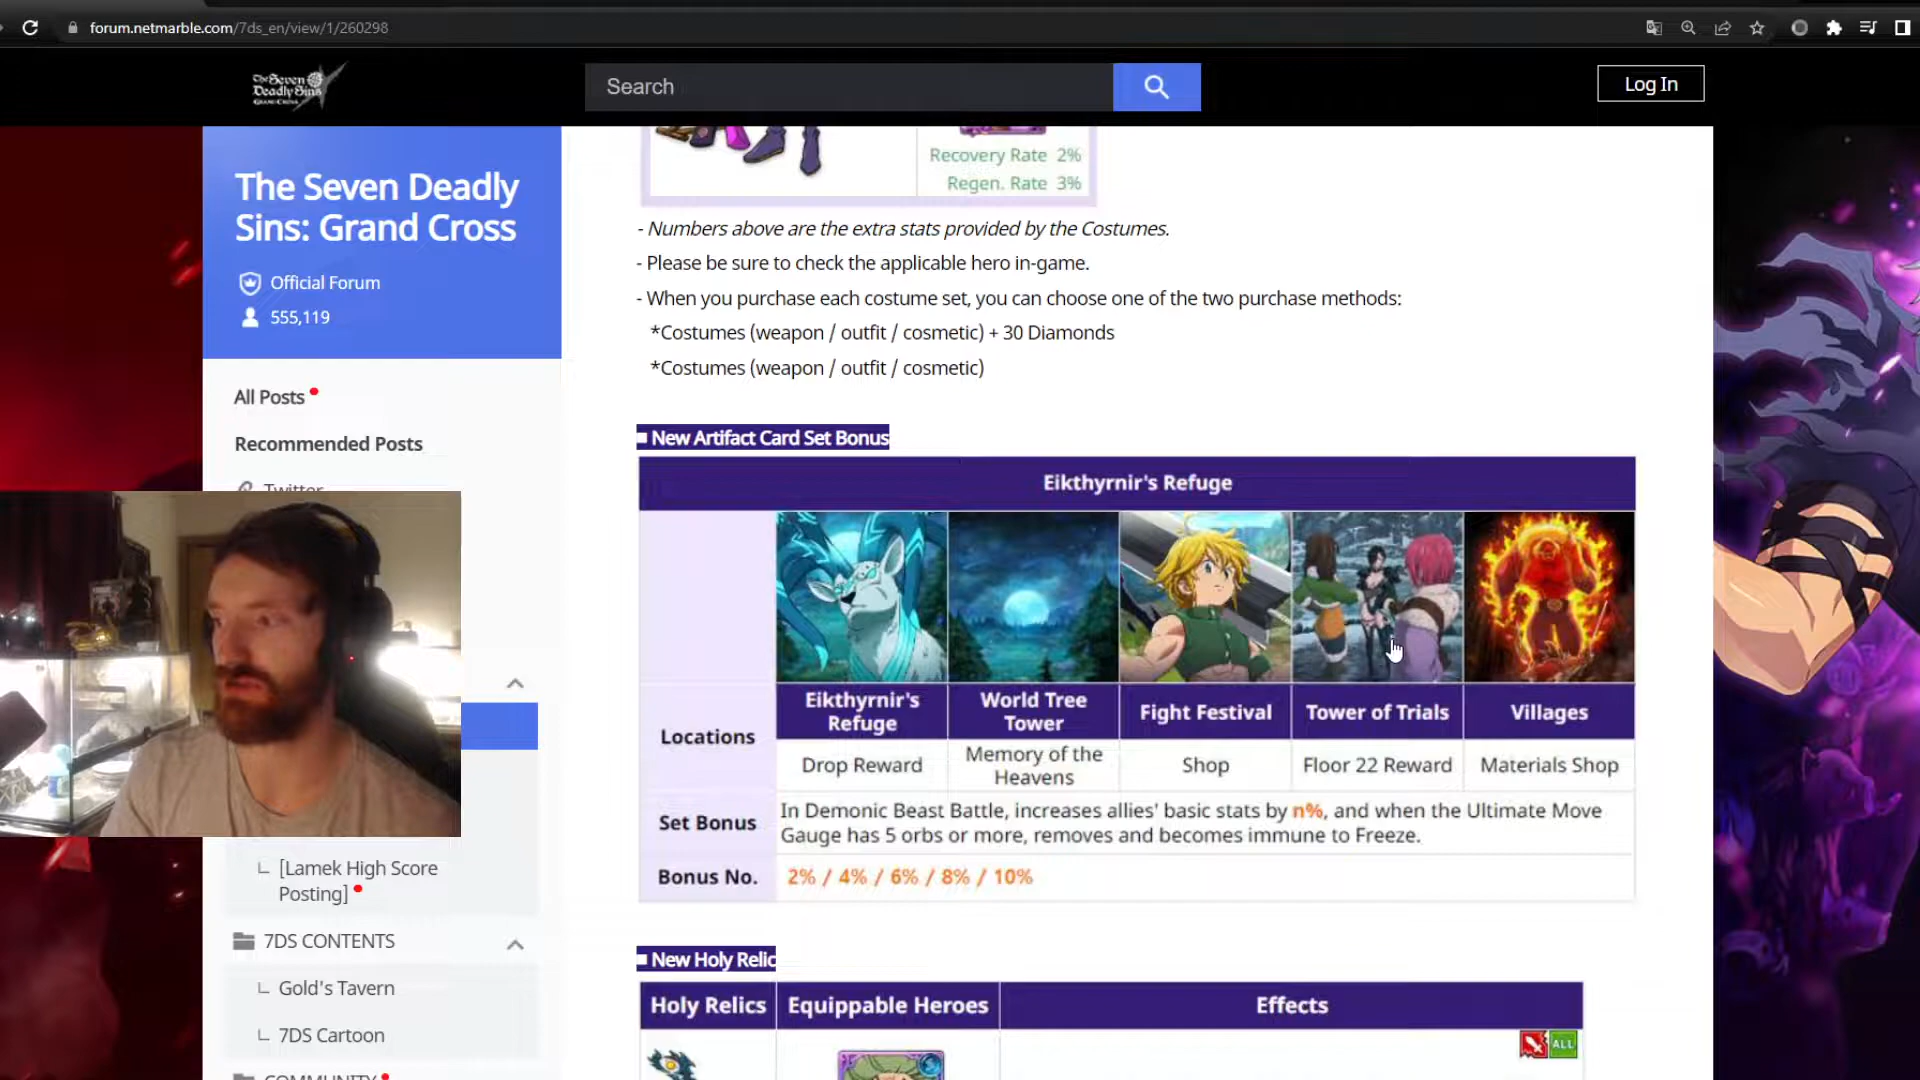 forum.netmarble.com/7ds_en/view/1/260298
The Seven
Deadly Sins
GRAND CROSS
Search
Log In
The Seven Deadly
Sins: Grand Cross
Official Forum
555,119
All Posts
Recommended Posts
Twitter
[Lamek High Score
Posting]
7DS CONTENTS
Gold's Tavern
7DS Cartoon
COMMUNITY
Recovery Rate 2%
Regen. Rate 3%
- Numbers above are the extra stats provided by the Costumes.
- Please be sure to check the applicable hero in-game.
- When you purchase each costume set, you can choose one of the two purchase methods:
*Costumes (weapon / outfit / cosmetic) + 30 Diamonds
*Costumes (weapon / outfit / cosmetic)
■ New Artifact Card Set Bonus
Eikthyrnir's Refuge
Locations
Eikthyrnir's Refuge
World Tree Tower
Fight Festival
Tower of Trials
Villages
Drop Reward
Memory of the Heavens
Shop
Floor 22 Reward
Materials Shop
Set Bonus
In Demonic Beast Battle, increases allies' basic stats by n%, and when the Ultimate Move
Gauge has 5 orbs or more, removes and becomes immune to Freeze.
Bonus No.
2% / 4% / 6% / 8% / 10%
■ New Holy Relic
Holy Relics
Equippable Heroes
Effects
ALL